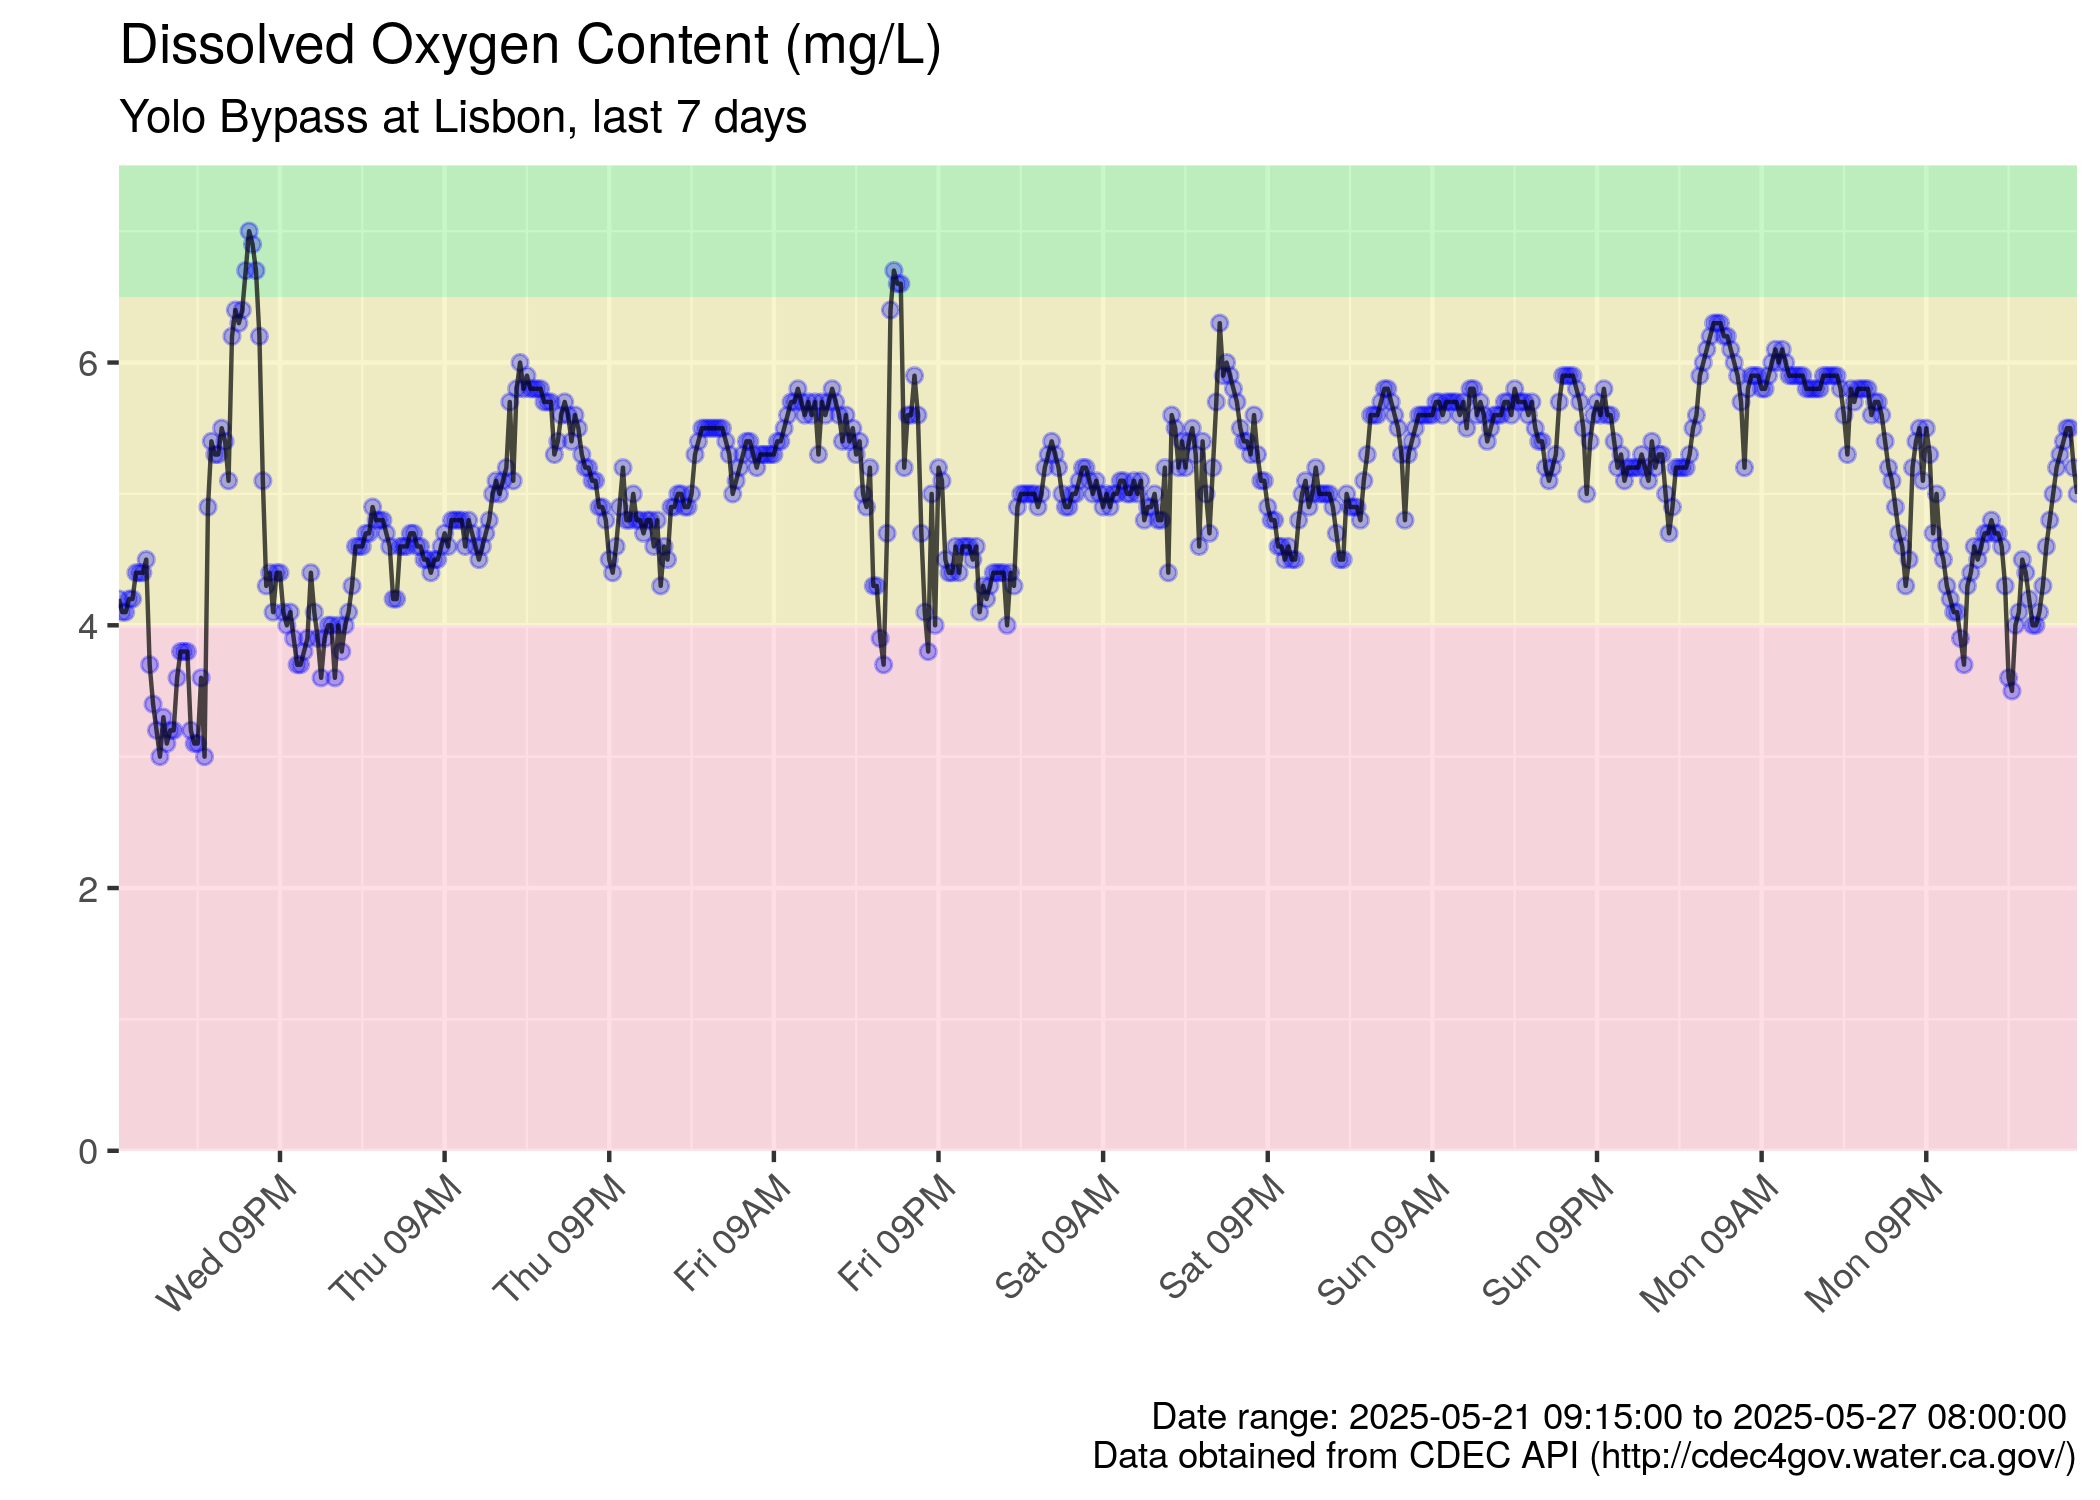 Dissolved Oxygen Content (mg/L)
Yolo Bypass at Lisbon, last 7 days
6
4
2
0
Wed 09PM
Thu 09AM
Thu 09PM
Fri 09AM
Fri 09PM
Sat 09AM
Sat 09PM
Sun 09AM
Sun 09PM
Mon 09AM
Mon 09PM
Date range: 2025-05-21 09:15:00 to 2025-05-27 08:00:00
Data obtained from CDEC API (http://cdec4gov.water.ca.gov/)